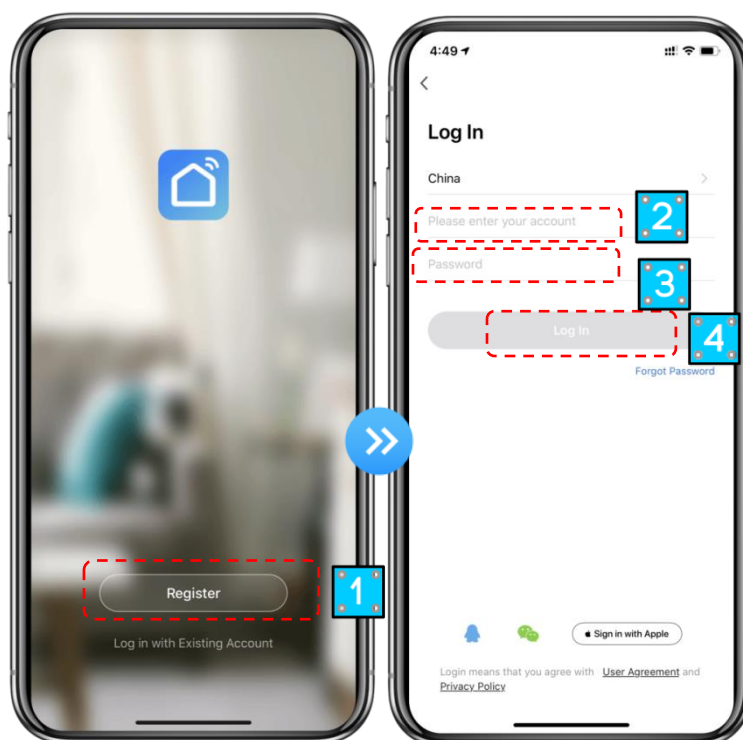 Register
1
Log in with Existing Account
4:49
Log In
China
Please enter your account
2
Password
3
Log In
4
Forgot Password
Sign in with Apple
Login means that you agree with User Agreement and
Privacy Policy